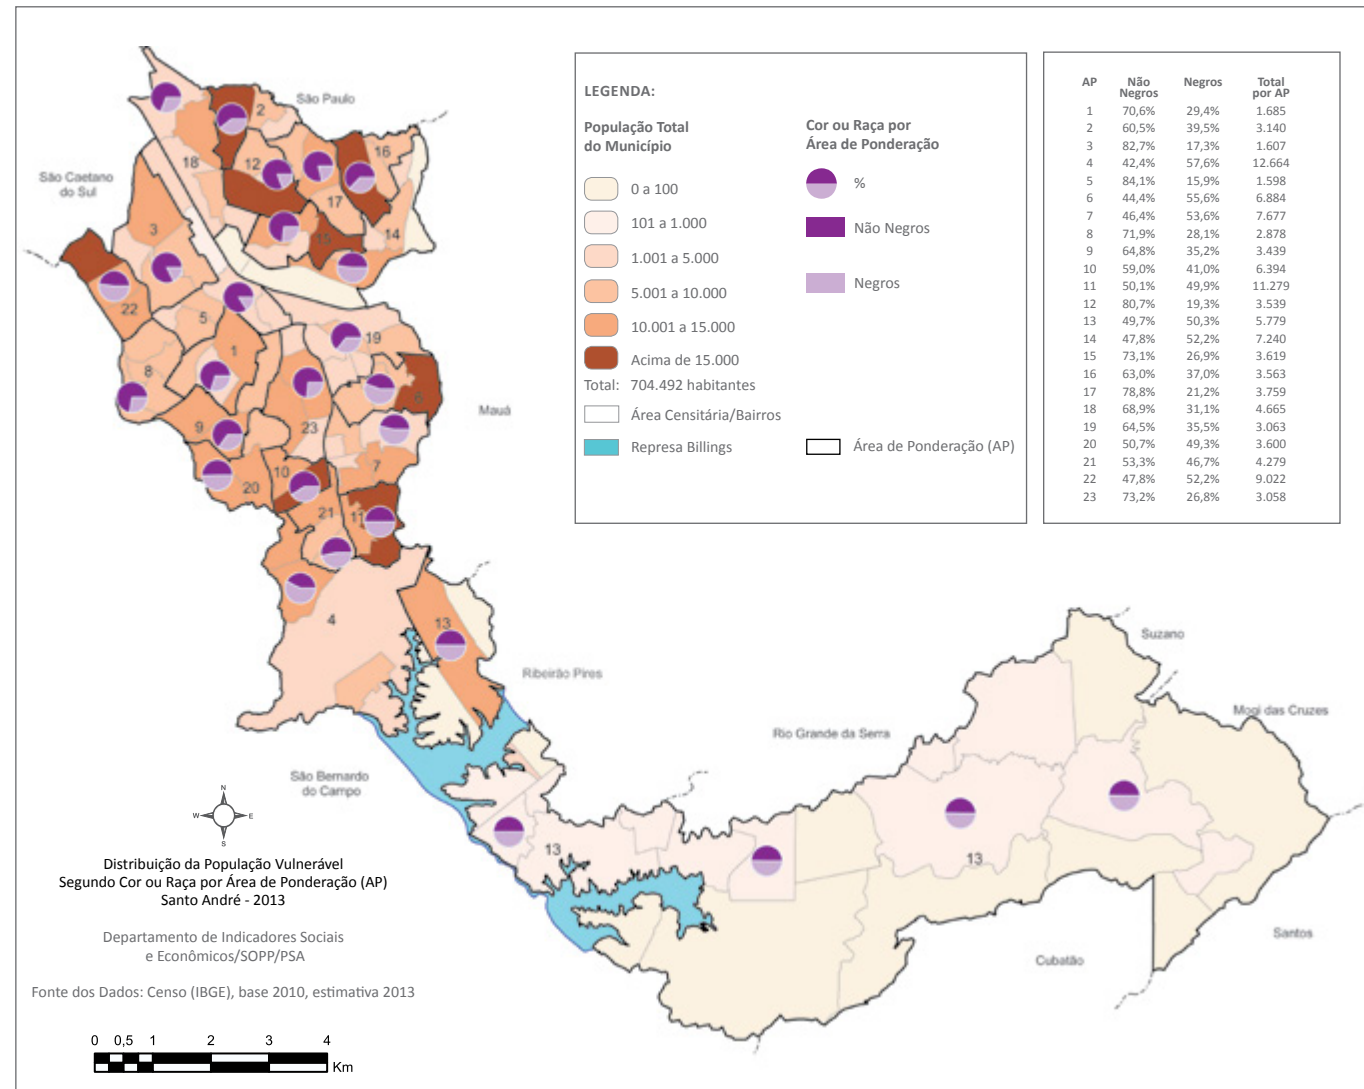 São Paulo
São Caetano
do Sul
Mauá
Ribeirão Pires
São Bernardo
do Campo
Rio Grande da Serra
Suzano
Mogi das Cruzes
Santos
Cubatão
2
18
12
16
17
15
14
3
22
5
1
8
19
6
9
23
7
10
20
21
11
4
13
13
13
LEGENDA:
População Total
do Município
0 a 100
101 a 1.000
1.001 a 5.000
5.001 a 10.000
10.001 a 15.000
Acima de 15.000
Total: 704.492 habitantes
Área Censitária/Bairros
Represa Billings
Cor ou Raça por
Área de Ponderação
%
Não Negros
Negros
Área de Ponderação (AP)
AP Não Negros Negros Total por AP
1 70,6% 29,4% 1.685
2 60,5% 39,5% 3.140
3 82,7% 17,3% 1.607
4 42,4% 57,6% 12.664
5 84,1% 15,9% 1.598
6 44,4% 55,6% 6.884
7 46,4% 53,6% 7.677
8 71,9% 28,1% 2.878
9 64,8% 35,2% 3.439
10 59,0% 41,0% 6.394
11 50,1% 49,9% 11.279
12 80,7% 19,3% 3.539
13 49,7% 50,3% 5.779
14 47,8% 52,2% 7.240
15 73,1% 26,9% 3.619
16 63,0% 37,0% 3.563
17 78,8% 21,2% 3.759
18 68,9% 31,1% 4.665
19 64,5% 35,5% 3.063
20 50,7% 49,3% 3.600
21 53,3% 46,7% 4.279
22 47,8% 52,2% 9.022
23 73,2% 26,8% 3.058
N
W E
S
Distribuição da População Vulnerável
Segundo Cor ou Raça por Área de Ponderação (AP)
Santo André - 2013
Departamento de Indicadores Sociais
e Econômicos/SOPP/PSA
Fonte dos Dados: Censo (IBGE), base 2010, estimativa 2013
0 0,5 1 2 3 4
Km